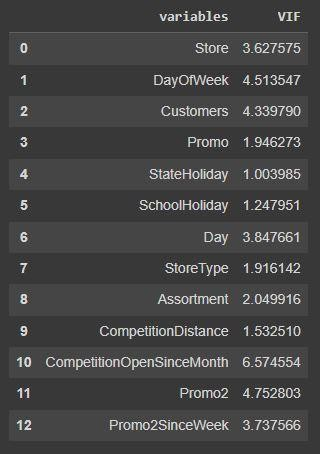 variables VIF
0 Store 3.627575
1 DayOfWeek 4.513547
2 Customers 4.339790
3 Promo 1.946273
4 StateHoliday 1.003985
5 SchoolHoliday 1.247951
6 Day 3.847661
7 StoreType 1.916142
8 Assortment 2.049916
9 CompetitionDistance 1.532510
10 CompetitionOpenSinceMonth 6.574554
11 Promo2 4.752803
12 Promo2SinceWeek 3.737566